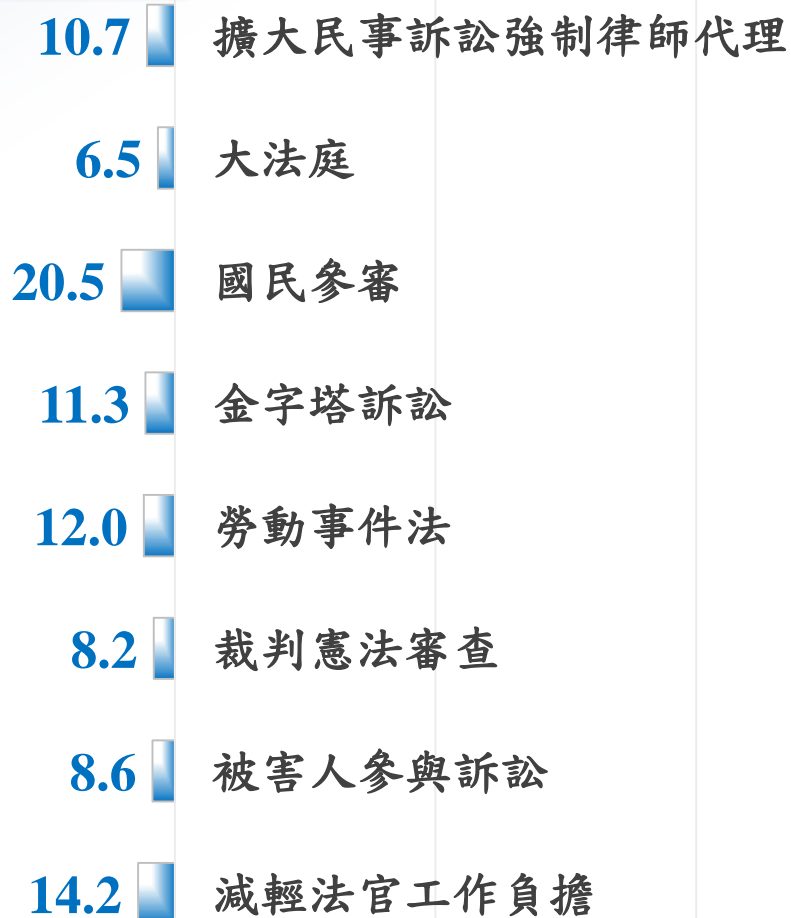 10.7 擴大民事訴訟強制律師代理
6.5 大法庭
20.5 國民參審
11.3 金字塔訴訟
12.0 勞動事件法
8.2 裁判憲法審查
8.6 被害人參與訴訟
14.2 減輕法官工作負擔